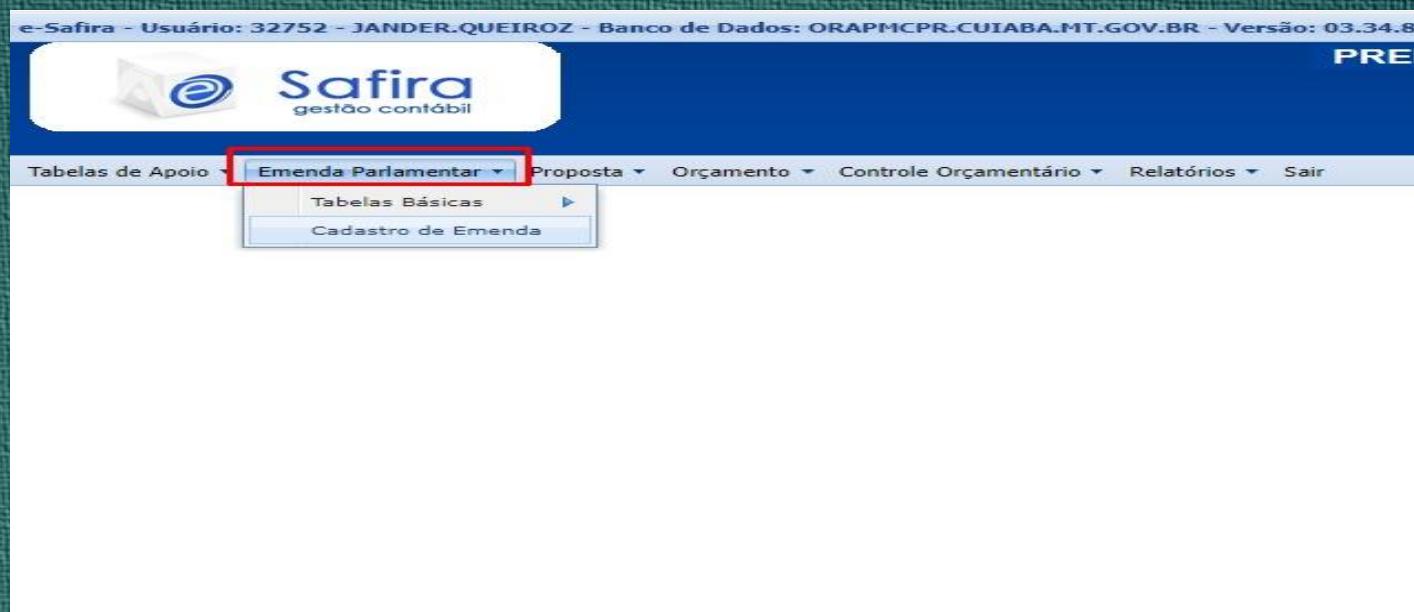 e-Safira - Usuário: 32752 - JANDER.QUEIROZ - Banco de Dados: ORAPMCPR.CUIABA.MT.GOV.BR - Versão: 03.34.8
PRE
e Safira
gestão contábil
Tabelas de Apoio Emenda Parlamentar Proposta Orçamento Controle Orçamentário Relatórios Sair
Tabelas Básicas
Cadastro de Emenda